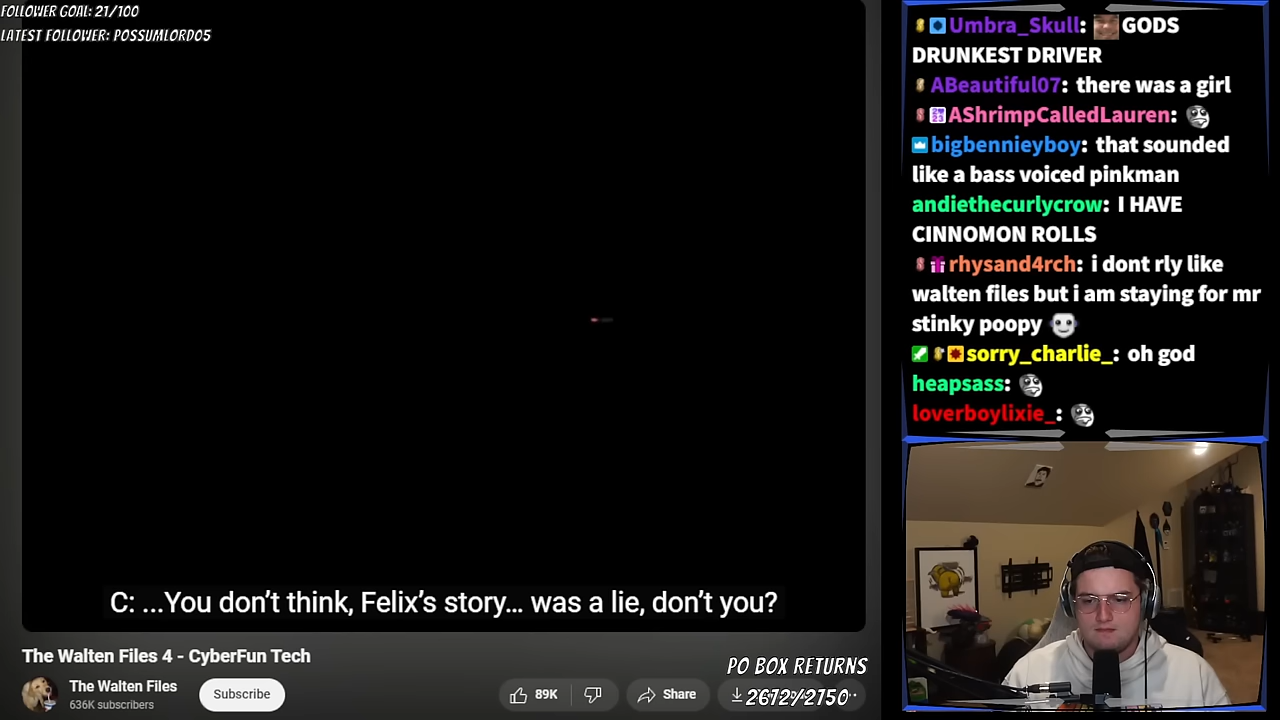 FOLLOWER GOAL: 21/100
LATEST FOLLOWER: POSSUMLORD05
C: ...You don't think, Felix's story... was a lie, don't you?
The Walten Files 4 - CyberFun Tech
The Walten Files
636K subscribers
Subscribe
89K
Share
PO BOX RETURNS
2672/2750
Umbra_Skull: GODS
DRUNKEST DRIVER
ABeautiful07: there was a girl
AShrimpCalledLauren:
bigbennieyboy: that sounded
like a bass voiced pinkman
andiethecurlycrow: I HAVE
CINNOMON ROLLS
rhysand4rch: i dont rly like
walten files but i am staying for mr
stinky poopy
sorry_charlie_: oh god
heapsass:
loverboylixie_: